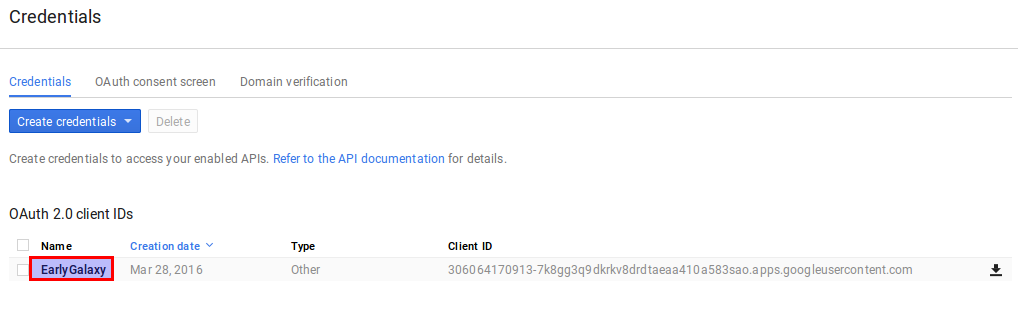 Credentials
Credentials OAuth consent screen Domain verification
Create credentials Delete
Create credentials to access your enabled APIs. Refer to the API documentation for details.
OAuth 2.0 client IDs
Name Creation date Type Client ID
EarlyGalaxy Mar 28, 2016 Other 306064170913-7k8gg3q9dkrkv8drdtaeaa410a583sao.apps.googleusercontent.com